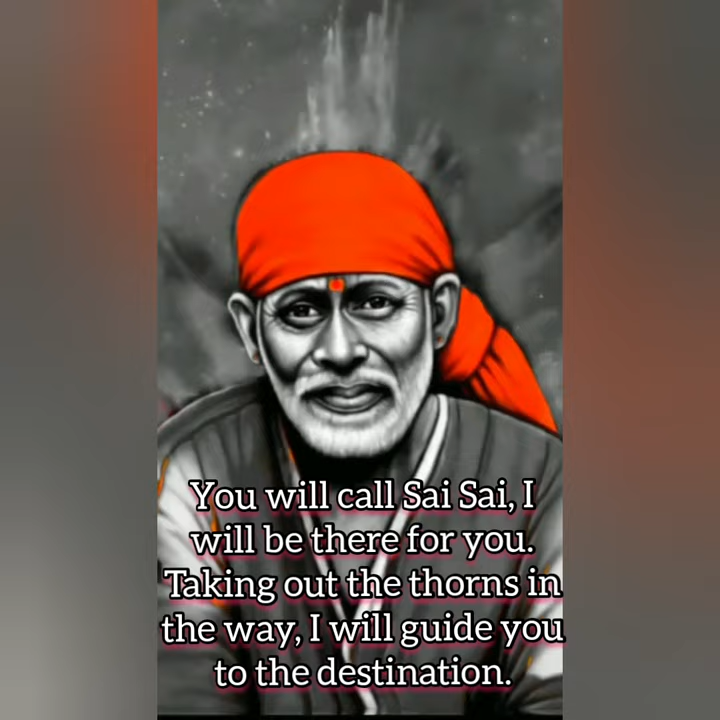 You will call Sai Sai, I
will be there for you.
Taking out the thorns in
the way, I will guide you
to the destination.